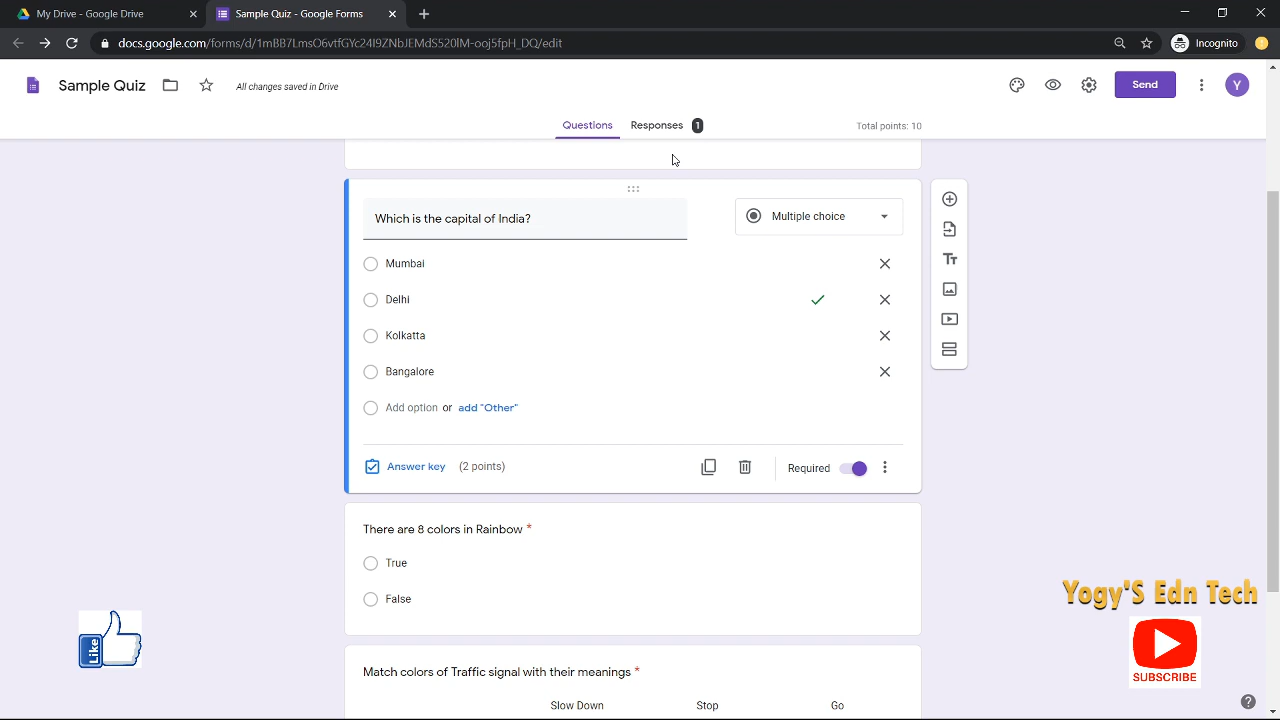 My Drive - Google Drive
Sample Quiz - Google Forms
docs.google.com/forms/d/1mBB7LmsO6vtfGYc24I9ZNbJEMdS520lM-ooj5fpH_DQ/edit
Incognito
Sample Quiz
All changes saved in Drive
Send
Y
Questions
Responses 1
Total points: 10
Which is the capital of India?
Multiple choice
Mumbai
Delhi
Kolkatta
Bangalore
Add option or add "Other"
Answer key (2 points)
Required
There are 8 colors in Rainbow *
True
False
Match colors of Traffic signal with their meanings *
Slow Down Stop Go
Yogy'S Edn Tech
Like
SUBSCRIBE